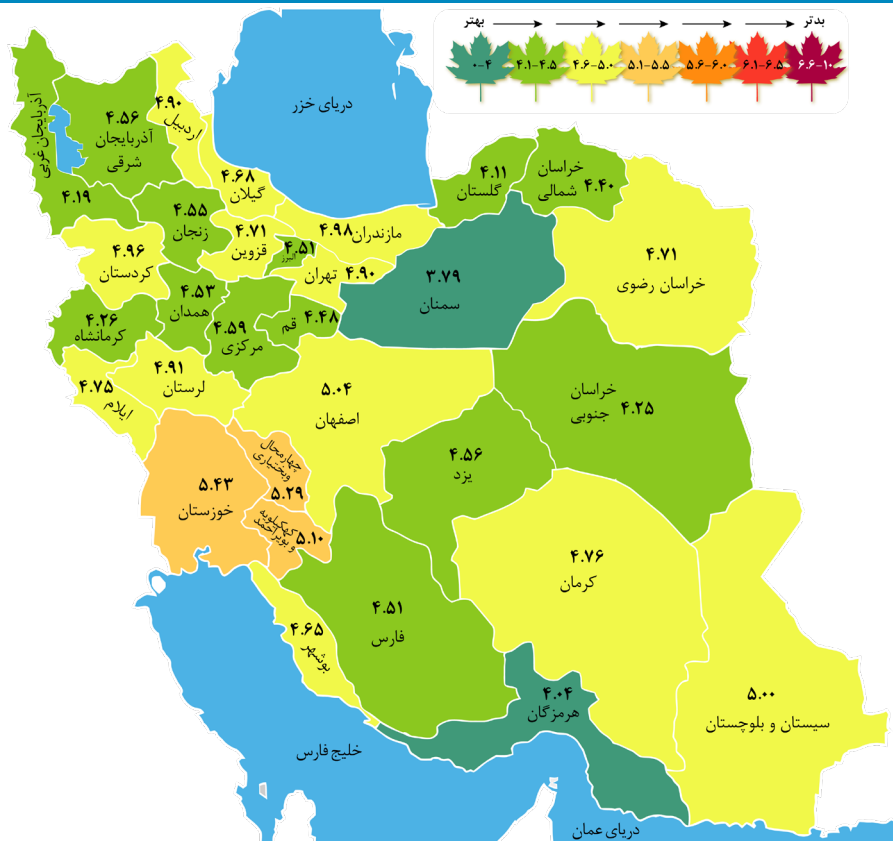 بهتر
بدتر
۰-۴
۴.۱-۴.۵
۴.۶-۵.۰
۵.۱-۵.۵
۵.۶-۶.۰
۶.۱-۶.۵
۶.۶-۱۰
دریای خزر
آذربایجان غربی
۴.۱۹
۴.۵۶
آذربایجان
شرقی
۴.۹۰
اردبیل
۴.۶۸
گیلان
۴.۱۱
گلستان
خراسان
شمالی ۴.۴۰
۴.۵۵
زنجان
۴.۷۱
قزوین
۴.۵۱
البرز
مازندران ۴.۹۸
۴.۷۱
خراسان رضوی
۴.۹۶
کردستان
تهران ۴.۹۰
۳.۷۹
سمنان
۴.۵۳
همدان
۴.۲۶
کرمانشاه
۴.۵۹
مرکزی
قم ۴.۴۸
۴.۹۱
لرستان
۴.۷۵
ایلام
۵.۰۴
اصفهان
خراسان
جنوبی ۴.۲۵
چهارمحال
وبختیاری
۵.۲۹
۴.۵۶
یزد
۵.۴۳
خوزستان
کهکیلویه
و بویراحمد
۵.۱۰
۴.۷۶
کرمان
۴.۵۱
فارس
۴.۶۵
بوشهر
۴.۰۴
هرمزگان
۵.۰۰
سیستان و بلوچستان
خلیج فارس
دریای عمان